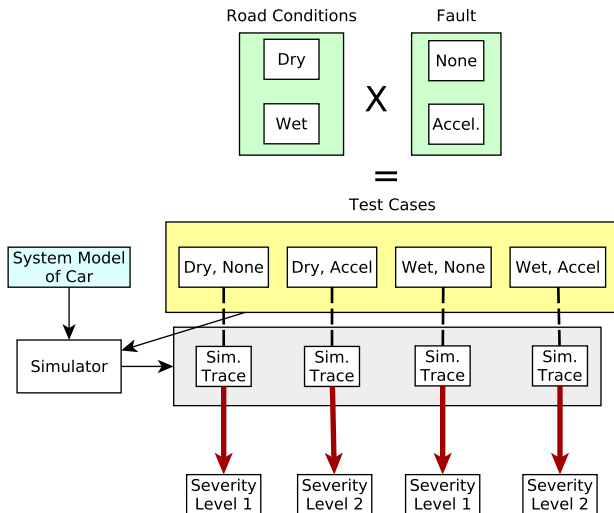 Road Conditions
Fault
Dry
None
X
Wet
Accel.
=
Test Cases
System Model
of Car
Dry, None
Dry, Accel
Wet, None
Wet, Accel
Simulator
Sim.
Trace
Sim.
Trace
Sim.
Trace
Sim.
Trace
Severity
Level 1
Severity
Level 2
Severity
Level 1
Severity
Level 2